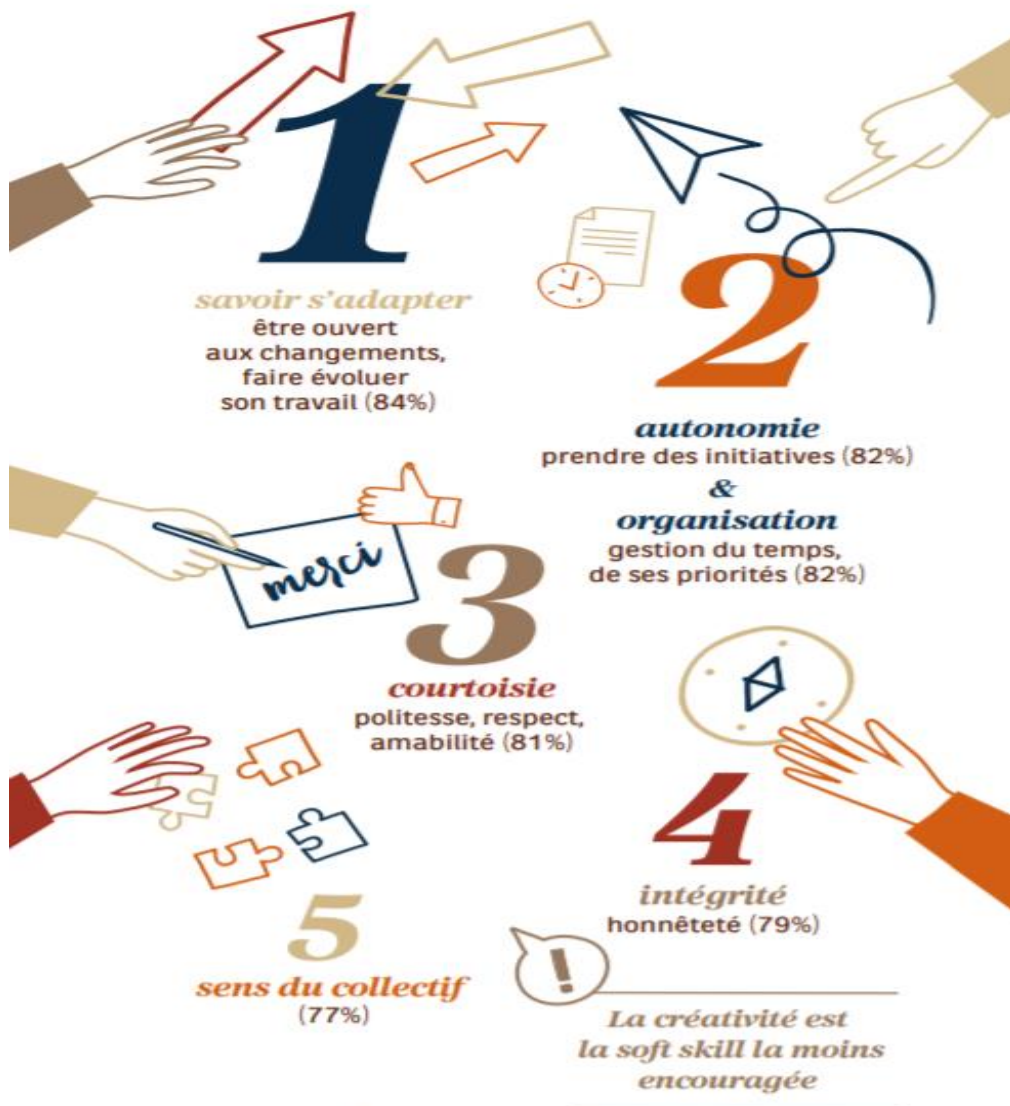 1
savoir s'adapter
être ouvert
aux changements,
faire évoluer
son travail (84%)
2
autonomie
prendre des initiatives (82%)
&
organisation
gestion du temps,
de ses priorités (82%)
merci
3
courtoisie
politesse, respect,
amabilité (81%)
4
intégrité
honnêteté (79%)
5
sens du collectif
(77%)
!
La créativité est
la soft skill la moins
encouragée